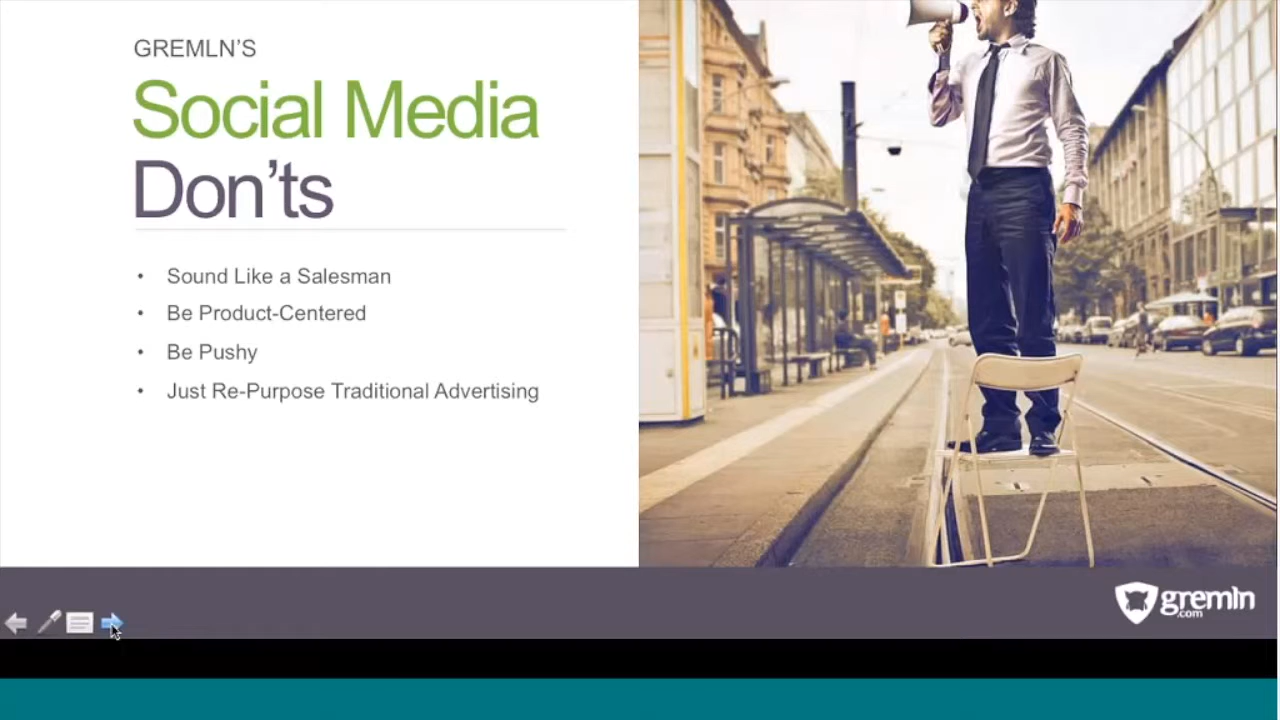 GREMLN'S
Social Media
Don'ts
• Sound Like a Salesman
• Be Product-Centered
• Be Pushy
• Just Re-Purpose Traditional Advertising
gremln
.com